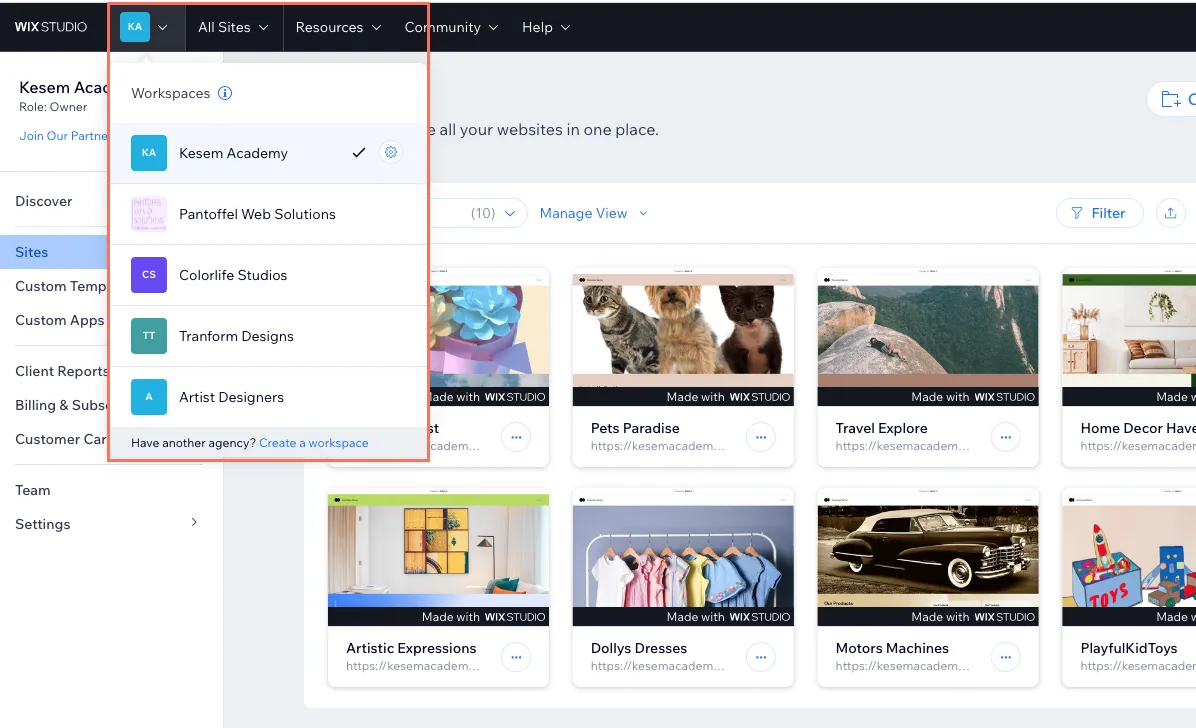 WIX STUDIO
KA
All Sites
Resources
Community
Help
Kesem Acad
Role: Owner
Join Our Partne
Discover
Sites
Custom Temp
Custom Apps
Client Reports
Billing & Subs
Customer Car
Team
Settings
Workspaces
KA
Kesem Academy
Pantoffel Web Solutions
CS
Colorlife Studios
TT
Tranform Designs
A
Artist Designers
Have another agency? Create a workspace
e all your websites in one place.
(10)
Manage View
Filter
Made with WIX STUDIO
Made with WIX STUDIO
Made with WIX STUDIO
Made w
st
Pets Paradise
Travel Explore
Home Decor Have
https://kesemacadem...
https://kesemacadem...
https://kesemacadem
TOYS
Our Products
Made with WIX STUDIO
Made with WIX STUDIO
Made with WIX STUDIO
Made w
Artistic Expressions
Dollys Dresses
Motors Machines
PlayfulKidToys
https://kesemacadem...
https://kesemacadem...
https://kesemacadem...
https://kesemacadem